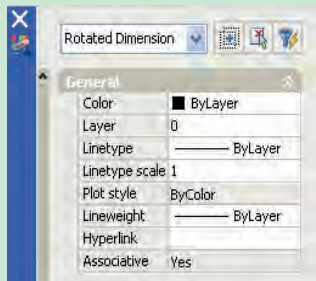 Rotated Dimension
General
Color ByLayer
Layer 0
Linetype ByLayer
Linetype scale 1
Plot style ByColor
Lineweight ByLayer
Hyperlink
Associative Yes